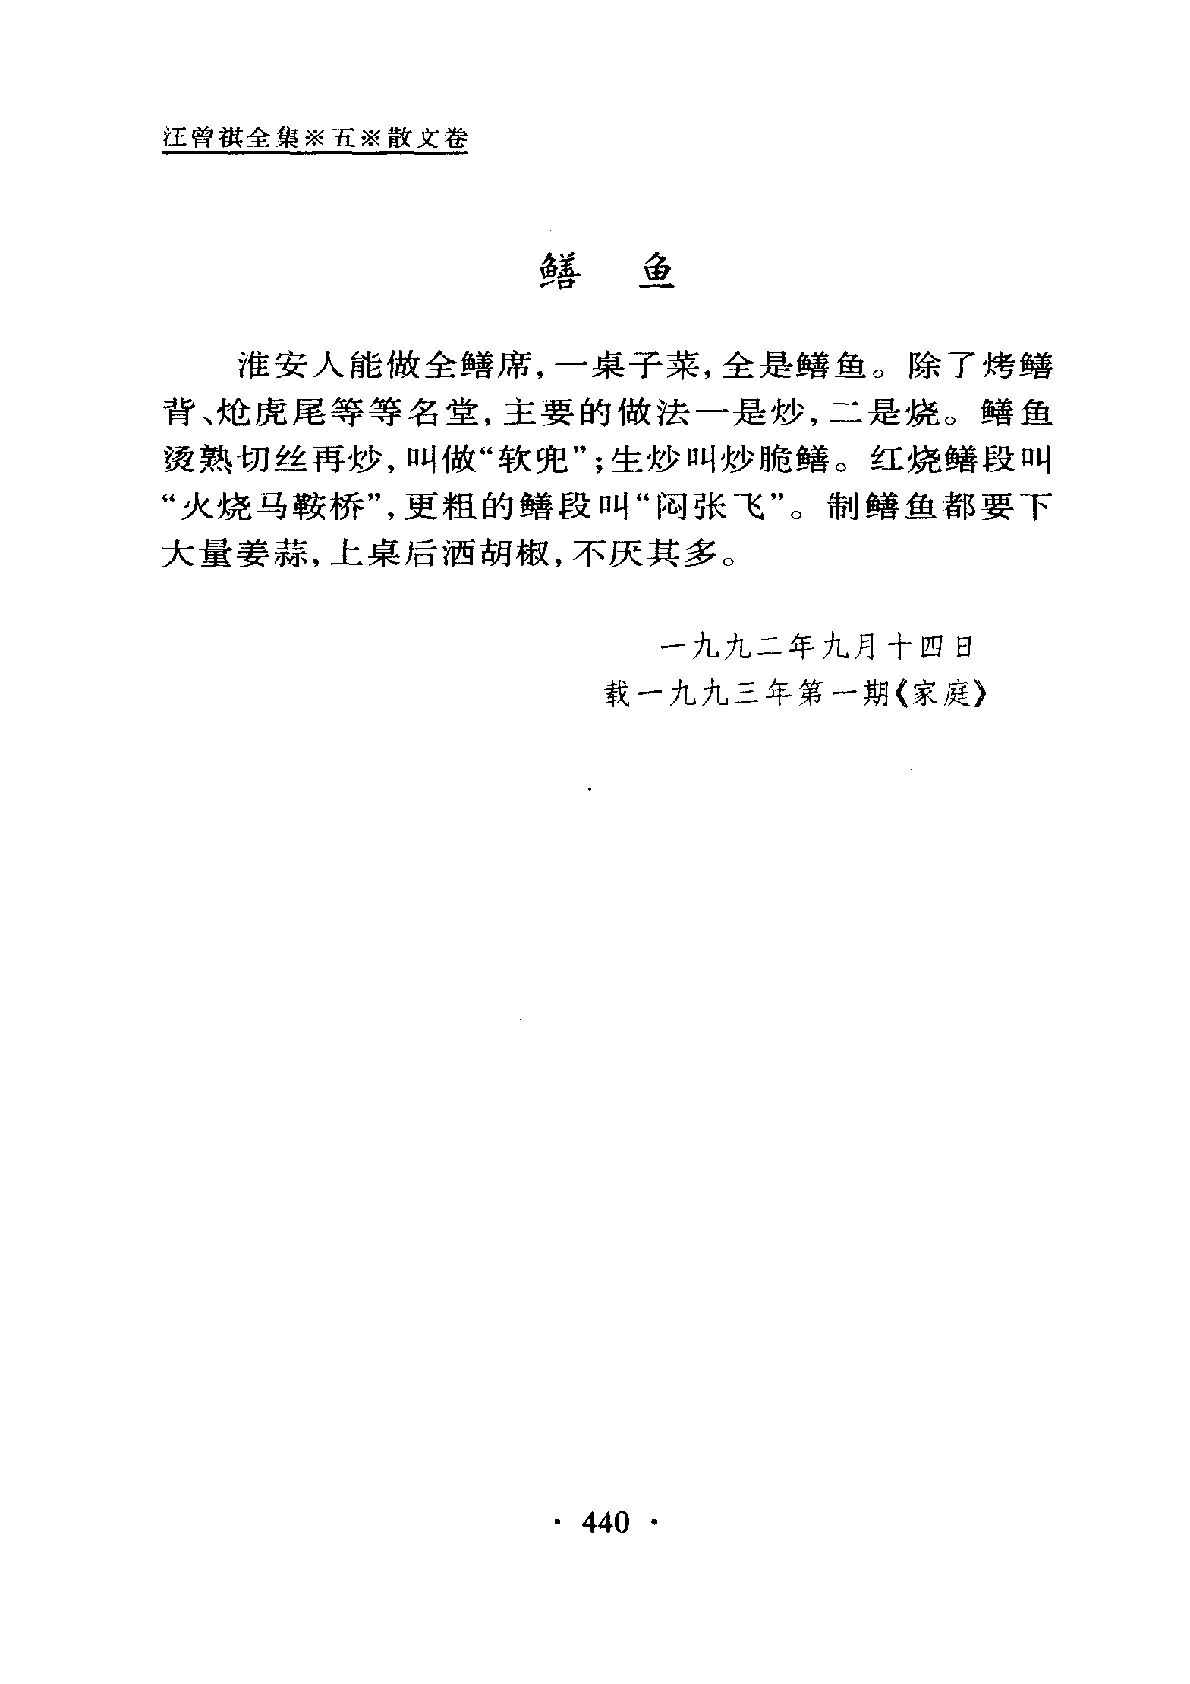 汪曾祺全集※五※散文卷
鳝 鱼
淮安人能做全鳝席,一桌子菜,全是鳝鱼。除了烤鳝
背、炝虎尾等等名堂,主要的做法一是炒,二是烧。鳝鱼
烫熟切丝再炒,叫做“软兜”;生炒叫炒脆鳝。红烧鳝段叫
“火烧马鞍桥”,更粗的鳝段叫“闷张飞”。制鳝鱼都要下
大量姜蒜,上桌后洒胡椒,不厌其多。
一九九二年九月十四日
载一九九三年第一期《家庭》
· 440 ·